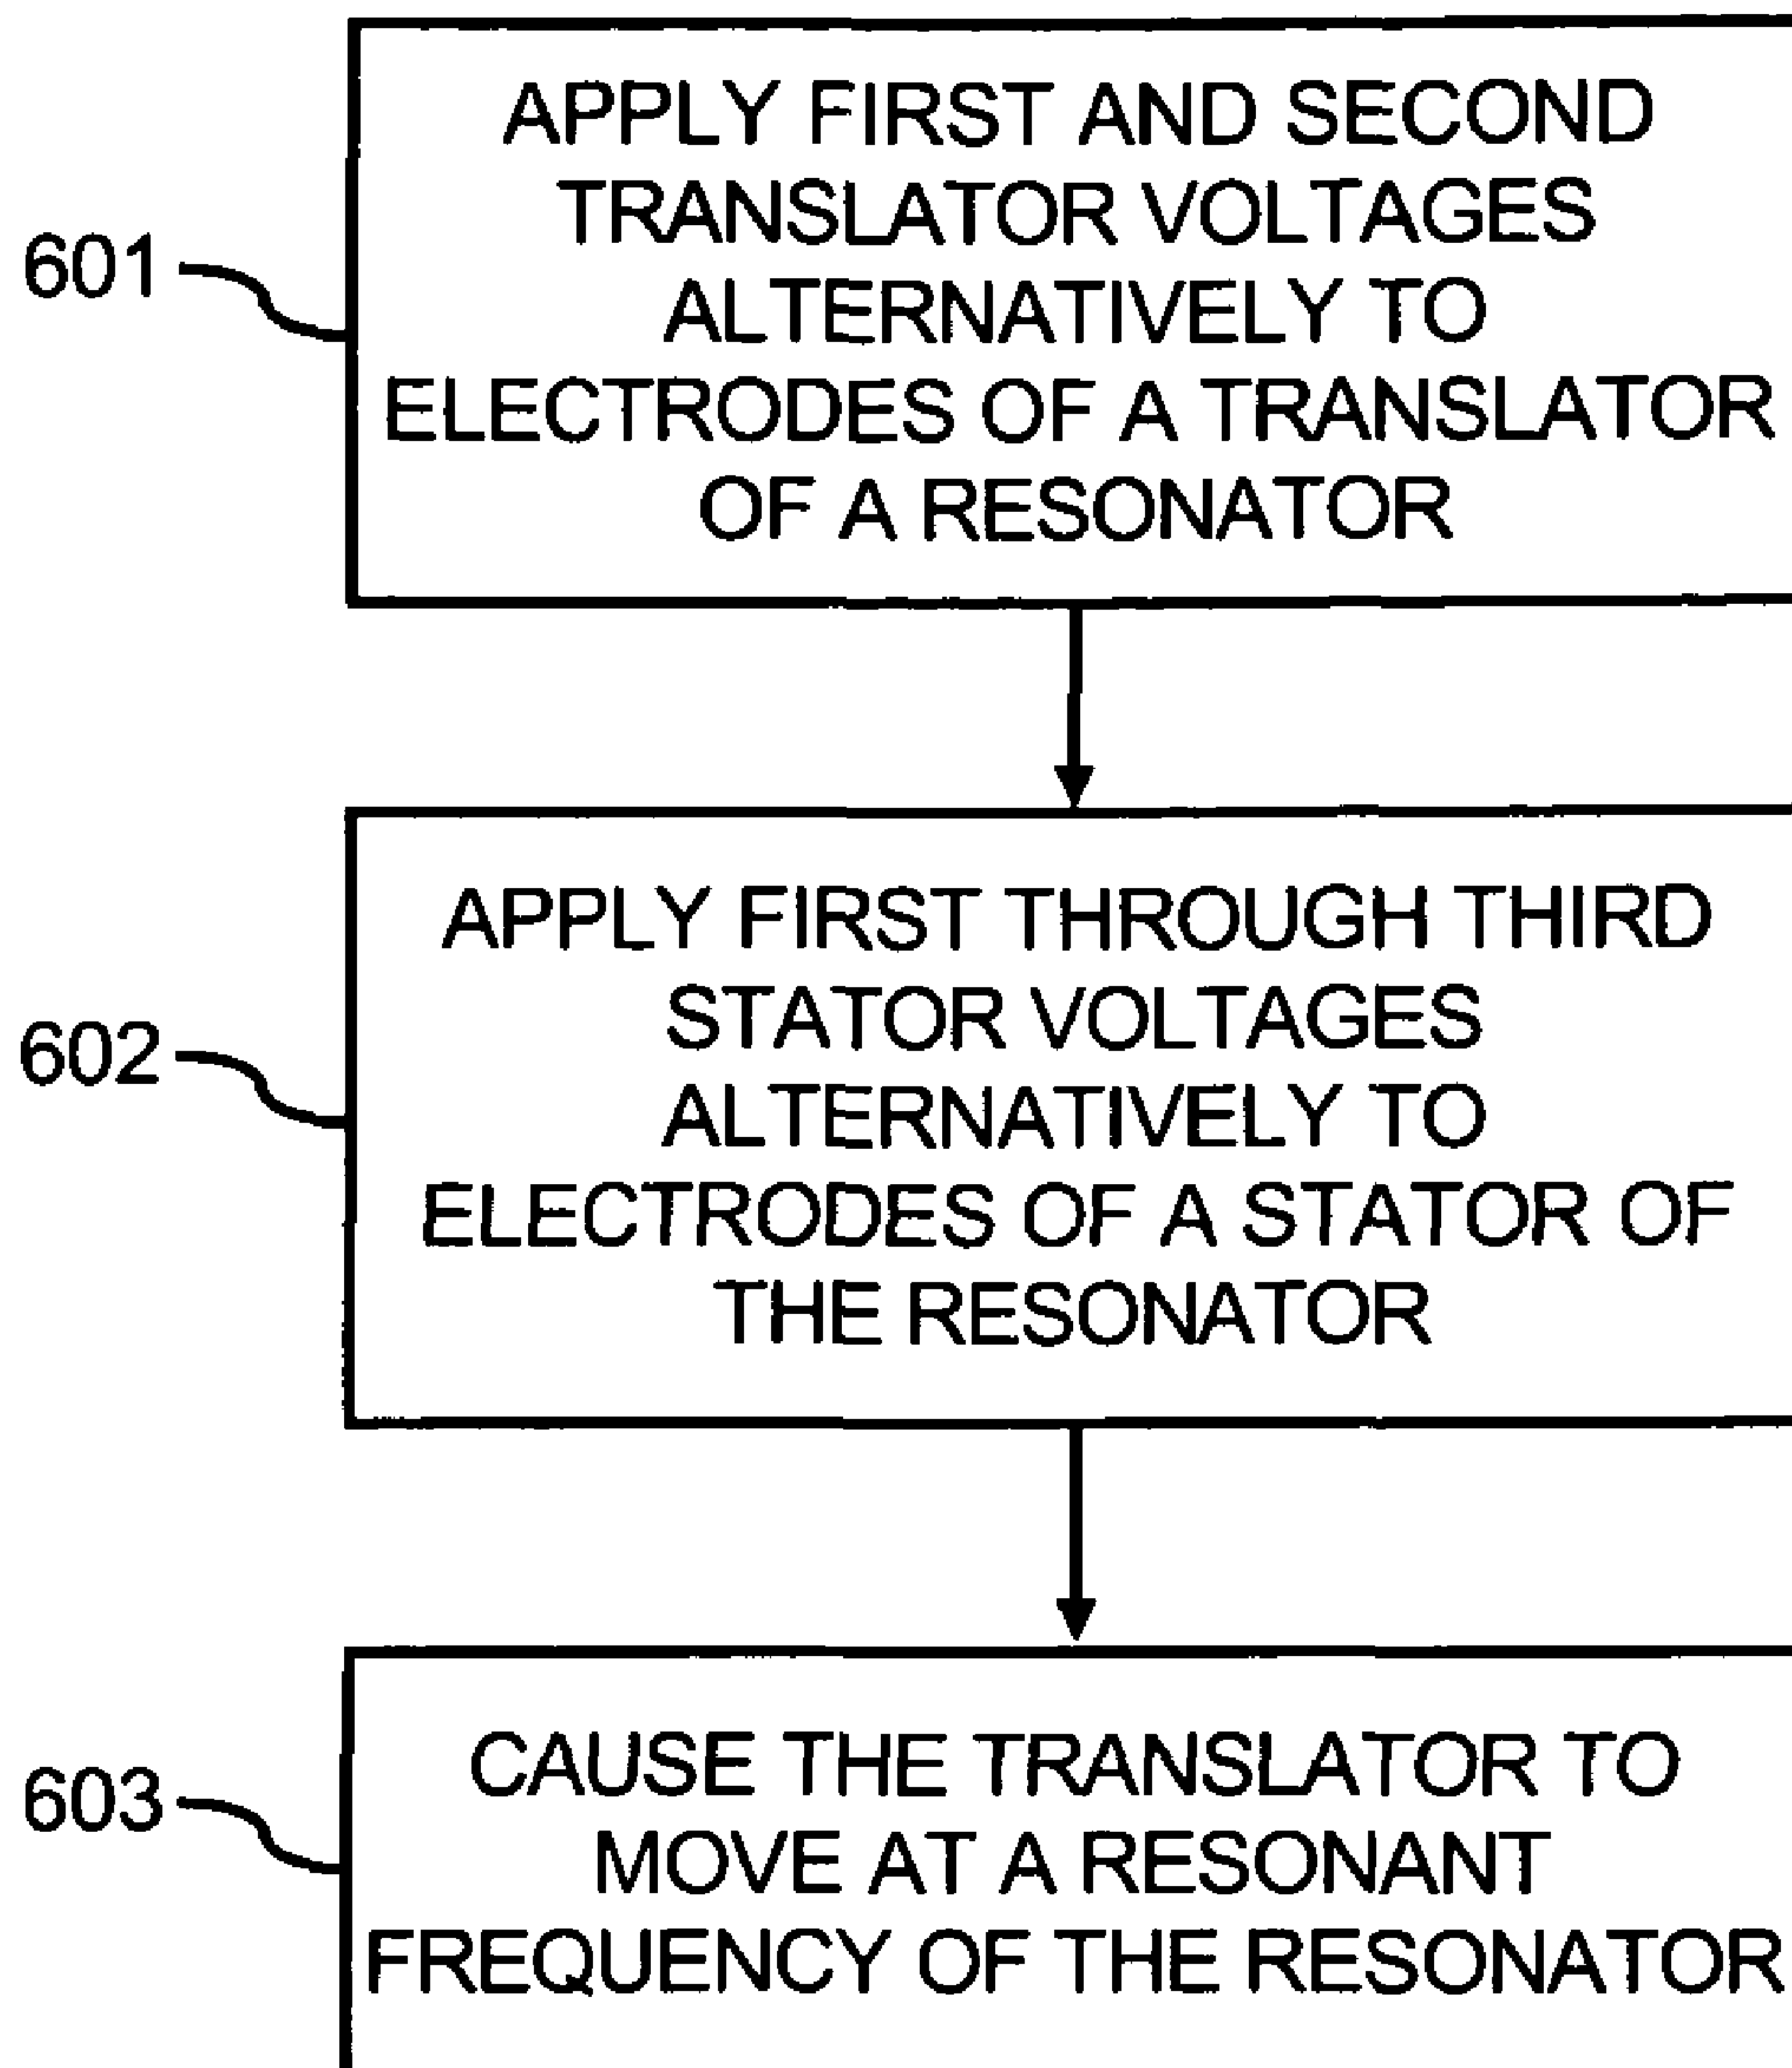 APPLY FIRST AND SECOND
TRANSLATOR VOLTAGES
601
ALTERNATIVELY TO
ELECTRODES OF A TRANSLATOR
OF A RESONATOR
APPLY FIRST THROUGH THIRD
STATOR VOLTAGES
602
ALTERNATIVELY TO
ELECTRODES OF A STATOR OF
THE RESONATOR
603
CAUSE THE TRANSLATOR TO
MOVE AT A RESONANT
FREQUENCY OF THE RESONATOR